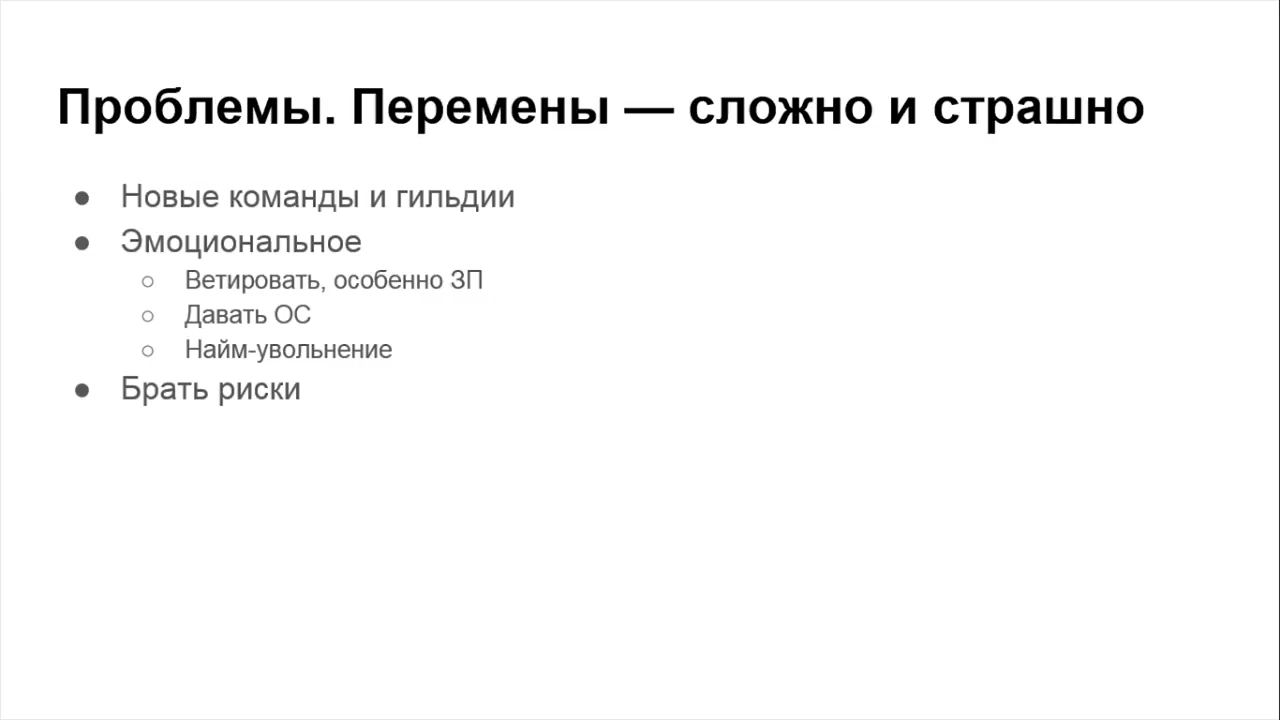 Проблемы. Перемены — сложно и страшно
● Новые команды и гильдии
● Эмоциональное
○ Ветировать, особенно ЗП
○ Давать ОС
○ Найм-увольнение
● Брать риски